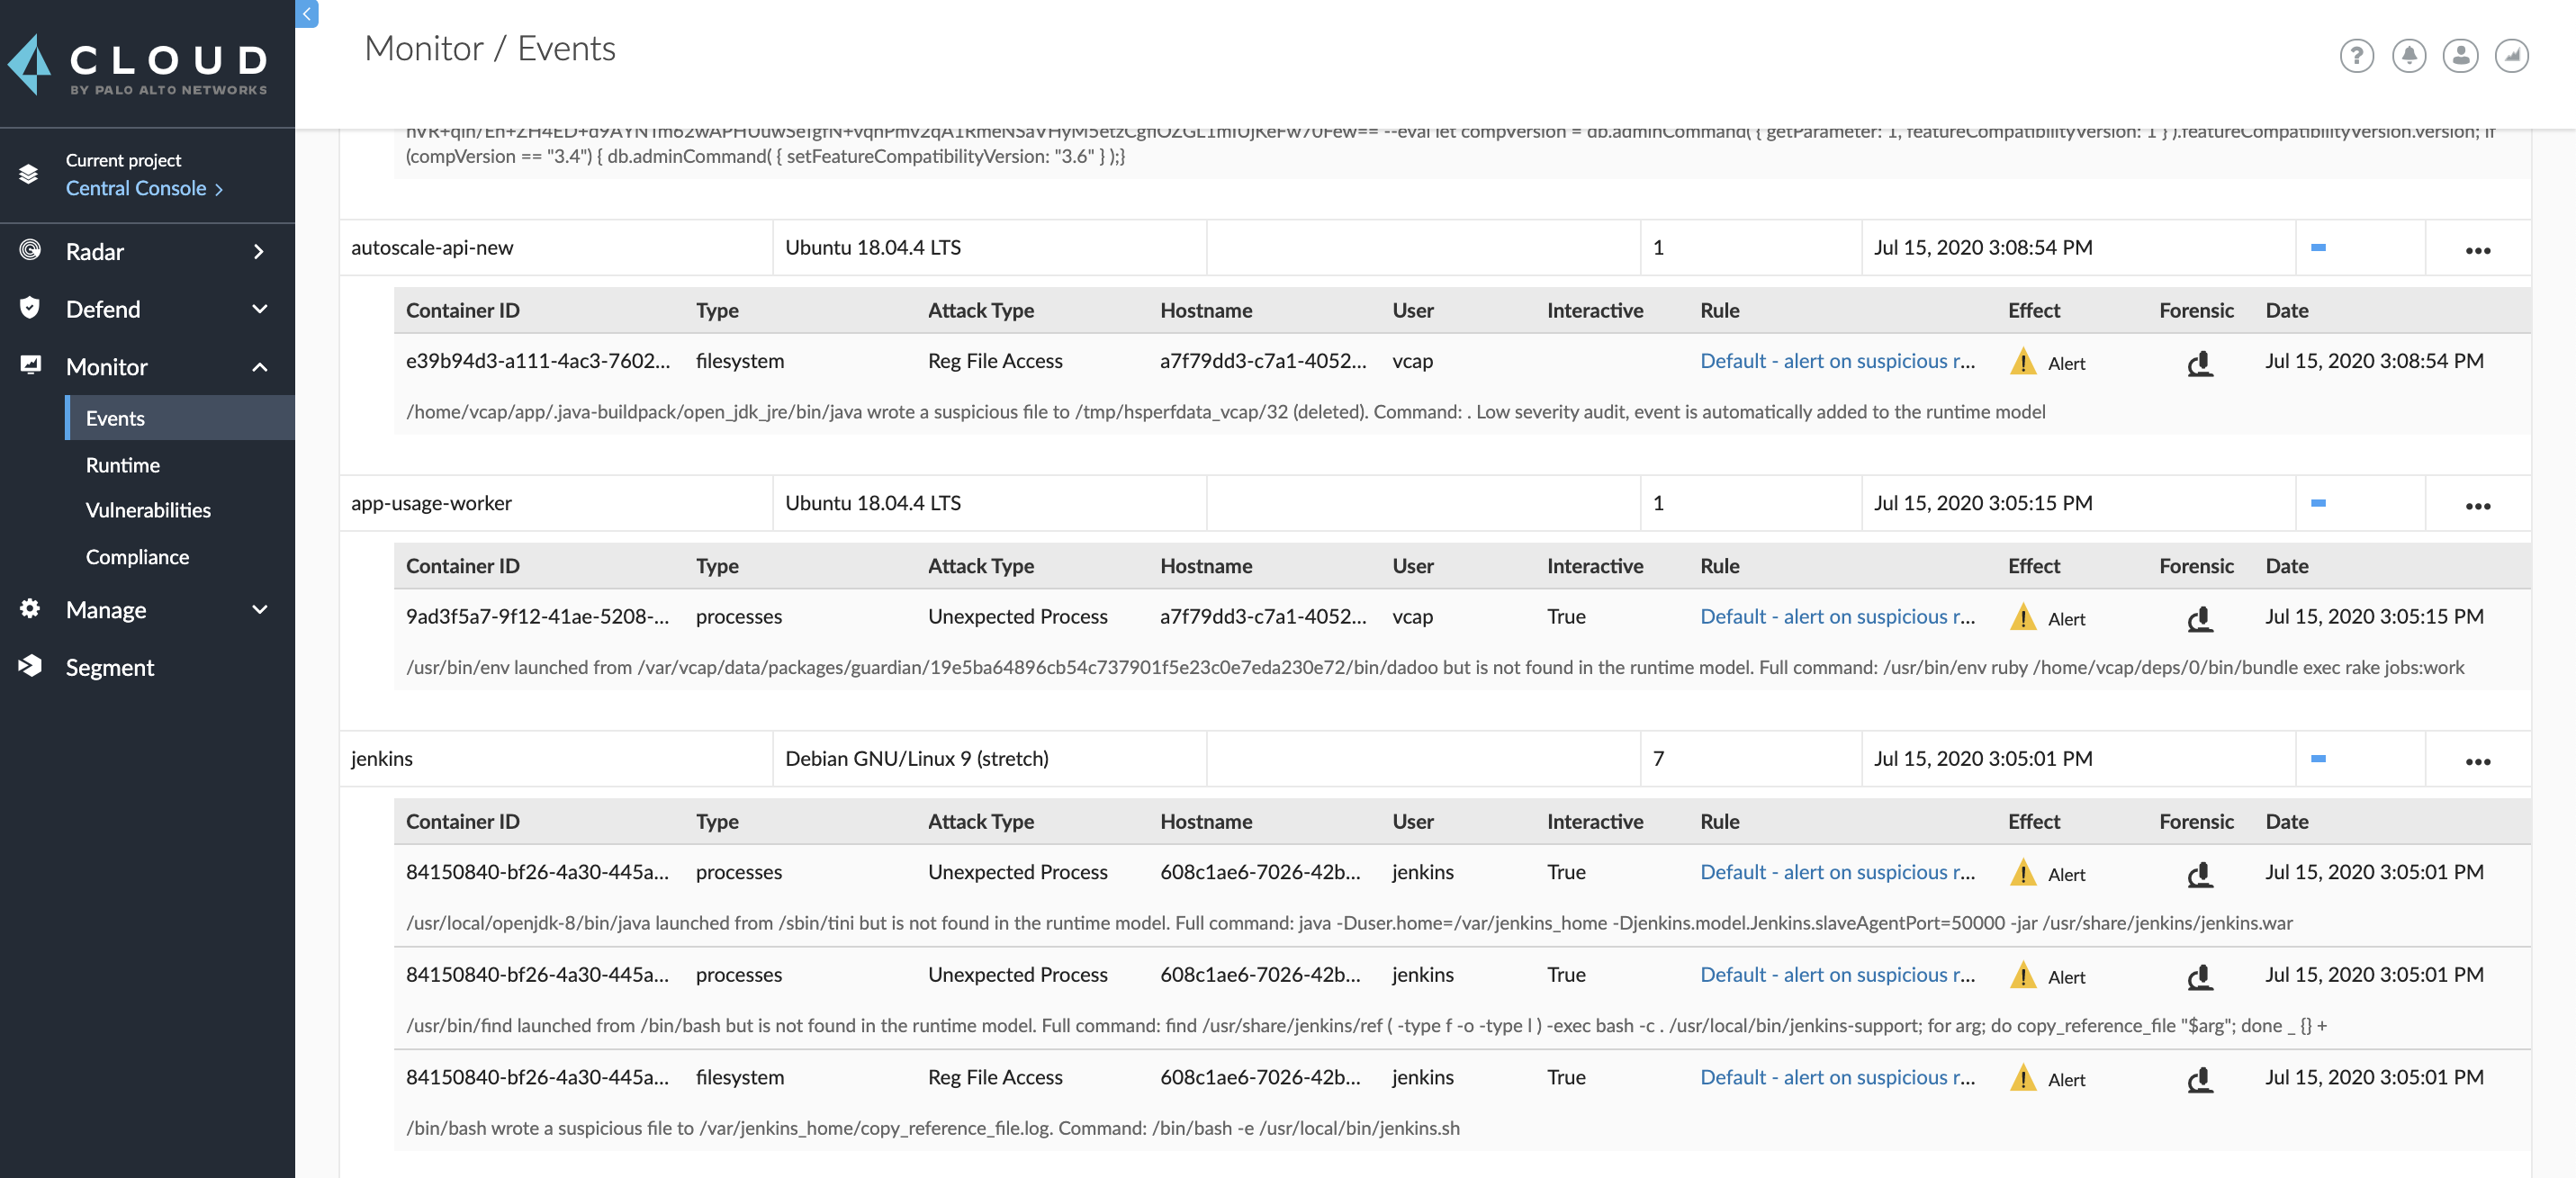 CLOUD
BY PALO ALTO NETWORKS
Current project
Central Console
Radar
Defend
Monitor
Events
Runtime
Vulnerabilities
Compliance
Manage
Segment
Monitor / Events
?
--eval let compVersion = db.adminCommand( { getParameter: 1, featureCompatibilityVersion: 1 } ).featureCompatibilityVersion.version; if
(compVersion == "3.4") { db.adminCommand( { setFeatureCompatibilityVersion: "3.6" } );}
autoscale-api-new Ubuntu 18.04.4 LTS 1 Jul 15, 2020 3:08:54 PM
Container ID Type Attack Type Hostname User Interactive Rule Effect Forensic Date
e39b94d3-a111-4ac3-7602... filesystem Reg File Access a7f79dd3-c7a1-4052... vcap Default - alert on suspicious r... Alert Jul 15, 2020 3:08:54 PM
/home/vcap/app/.java-buildpack/open_jdk_jre/bin/java wrote a suspicious file to /tmp/hsperfdata_vcap/32 (deleted). Command: . Low severity audit, event is automatically added to the runtime model
app-usage-worker Ubuntu 18.04.4 LTS 1 Jul 15, 2020 3:05:15 PM
Container ID Type Attack Type Hostname User Interactive Rule Effect Forensic Date
9ad3f5a7-9f12-41ae-5208-... processes Unexpected Process a7f79dd3-c7a1-4052... vcap True Default - alert on suspicious r... Alert Jul 15, 2020 3:05:15 PM
/usr/bin/env launched from /var/vcap/data/packages/guardian/19e5ba64896cb54c737901f5e23c0e7eda230e72/bin/dadoo but is not found in the runtime model. Full command: /usr/bin/env ruby /home/vcap/deps/0/bin/bundle exec rake jobs:work
jenkins Debian GNU/Linux 9 (stretch) 7 Jul 15, 2020 3:05:01 PM
Container ID Type Attack Type Hostname User Interactive Rule Effect Forensic Date
84150840-bf26-4a30-445a... processes Unexpected Process 608c1ae6-7026-42b... jenkins True Default - alert on suspicious r... Alert Jul 15, 2020 3:05:01 PM
/usr/local/openjdk-8/bin/java launched from /sbin/tini but is not found in the runtime model. Full command: java -Duser.home=/var/jenkins_home -Djenkins.model.Jenkins.slaveAgentPort=50000 -jar /usr/share/jenkins/jenkins.war
84150840-bf26-4a30-445a... processes Unexpected Process 608c1ae6-7026-42b... jenkins True Default - alert on suspicious r... Alert Jul 15, 2020 3:05:01 PM
/usr/bin/find launched from /bin/bash but is not found in the runtime model. Full command: find /usr/share/jenkins/ref ( -type f -o -type l ) -exec bash -c . /usr/local/bin/jenkins-support; for arg; do copy_reference_file "$arg"; done _ {} +
84150840-bf26-4a30-445a... filesystem Reg File Access 608c1ae6-7026-42b... jenkins True Default - alert on suspicious r... Alert Jul 15, 2020 3:05:01 PM
/bin/bash wrote a suspicious file to /var/jenkins_home/copy_reference_file.log. Command: /bin/bash -e /usr/local/bin/jenkins.sh